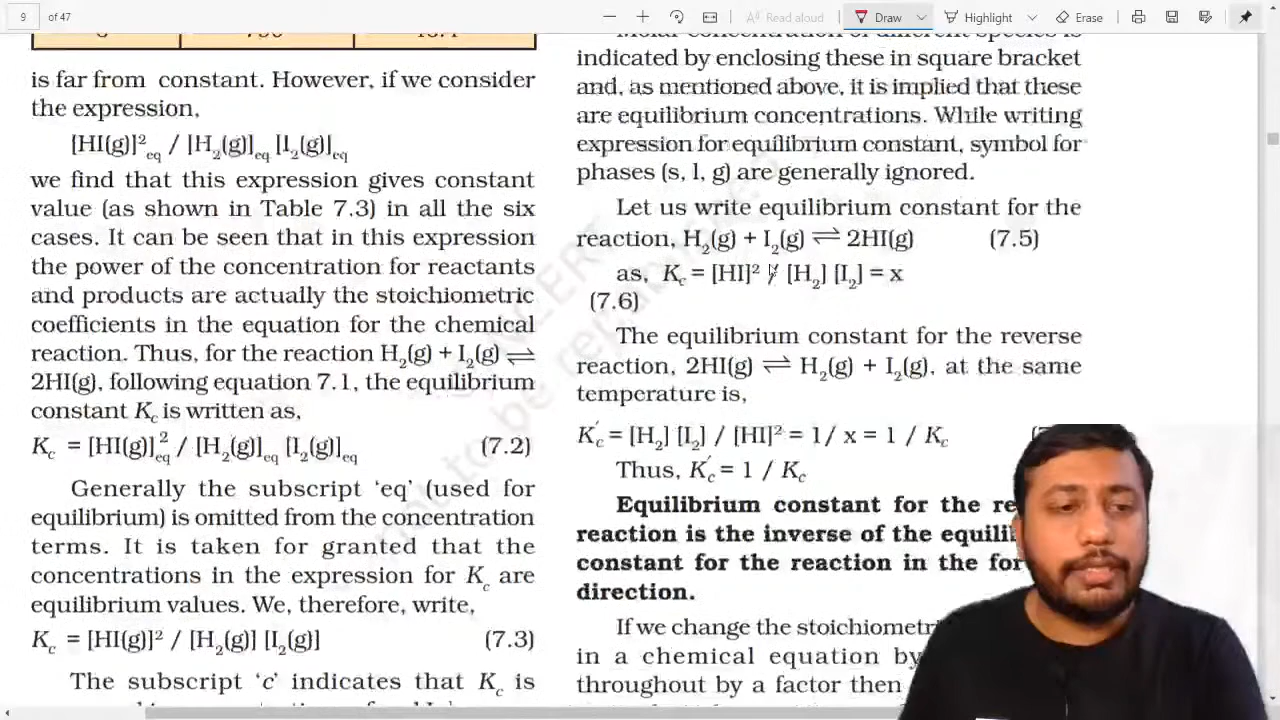 9 of 47 Read aloud Draw Highlight Erase
is far from constant. However, if we consider
the expression,
[HI(g)]²eq / [H₂(g)]eq [I₂(g)]eq
we find that this expression gives constant
value (as shown in Table 7.3) in all the six
cases. It can be seen that in this expression
the power of the concentration for reactants
and products are actually the stoichiometric
coefficients in the equation for the chemical
reaction. Thus, for the reaction H₂(g) + I₂(g) ⇌
2HI(g), following equation 7.1, the equilibrium
constant Kc is written as,
Kc = [HI(g)]²eq / [H₂(g)]eq [I₂(g)]eq (7.2)
Generally the subscript ‘eq’ (used for
equilibrium) is omitted from the concentration
terms. It is taken for granted that the
concentrations in the expression for Kc are
equilibrium values. We, therefore, write,
Kc = [HI(g)]² / [H₂(g)] [I₂(g)] (7.3)
The subscript ‘c’ indicates that Kc is
Molar concentration of different species is
indicated by enclosing these in square bracket
and, as mentioned above, it is implied that these
are equilibrium concentrations. While writing
expression for equilibrium constant, symbol for
phases (s, l, g) are generally ignored.
Let us write equilibrium constant for the
reaction, H₂(g) + I₂(g) ⇌ 2HI(g) (7.5)
as, Kc = [HI]² / [H₂] [I₂] = x
(7.6)
The equilibrium constant for the reverse
reaction, 2HI(g) ⇌ H₂(g) + I₂(g), at the same
temperature is,
K′c = [H₂] [I₂] / [HI]² = 1/ x = 1 / Kc
Thus, K′c = 1 / Kc
Equilibrium constant for the re
reaction is the inverse of the equili
constant for the reaction in the for
direction.
If we change the stoichiometri
in a chemical equation by
throughout by a factor then